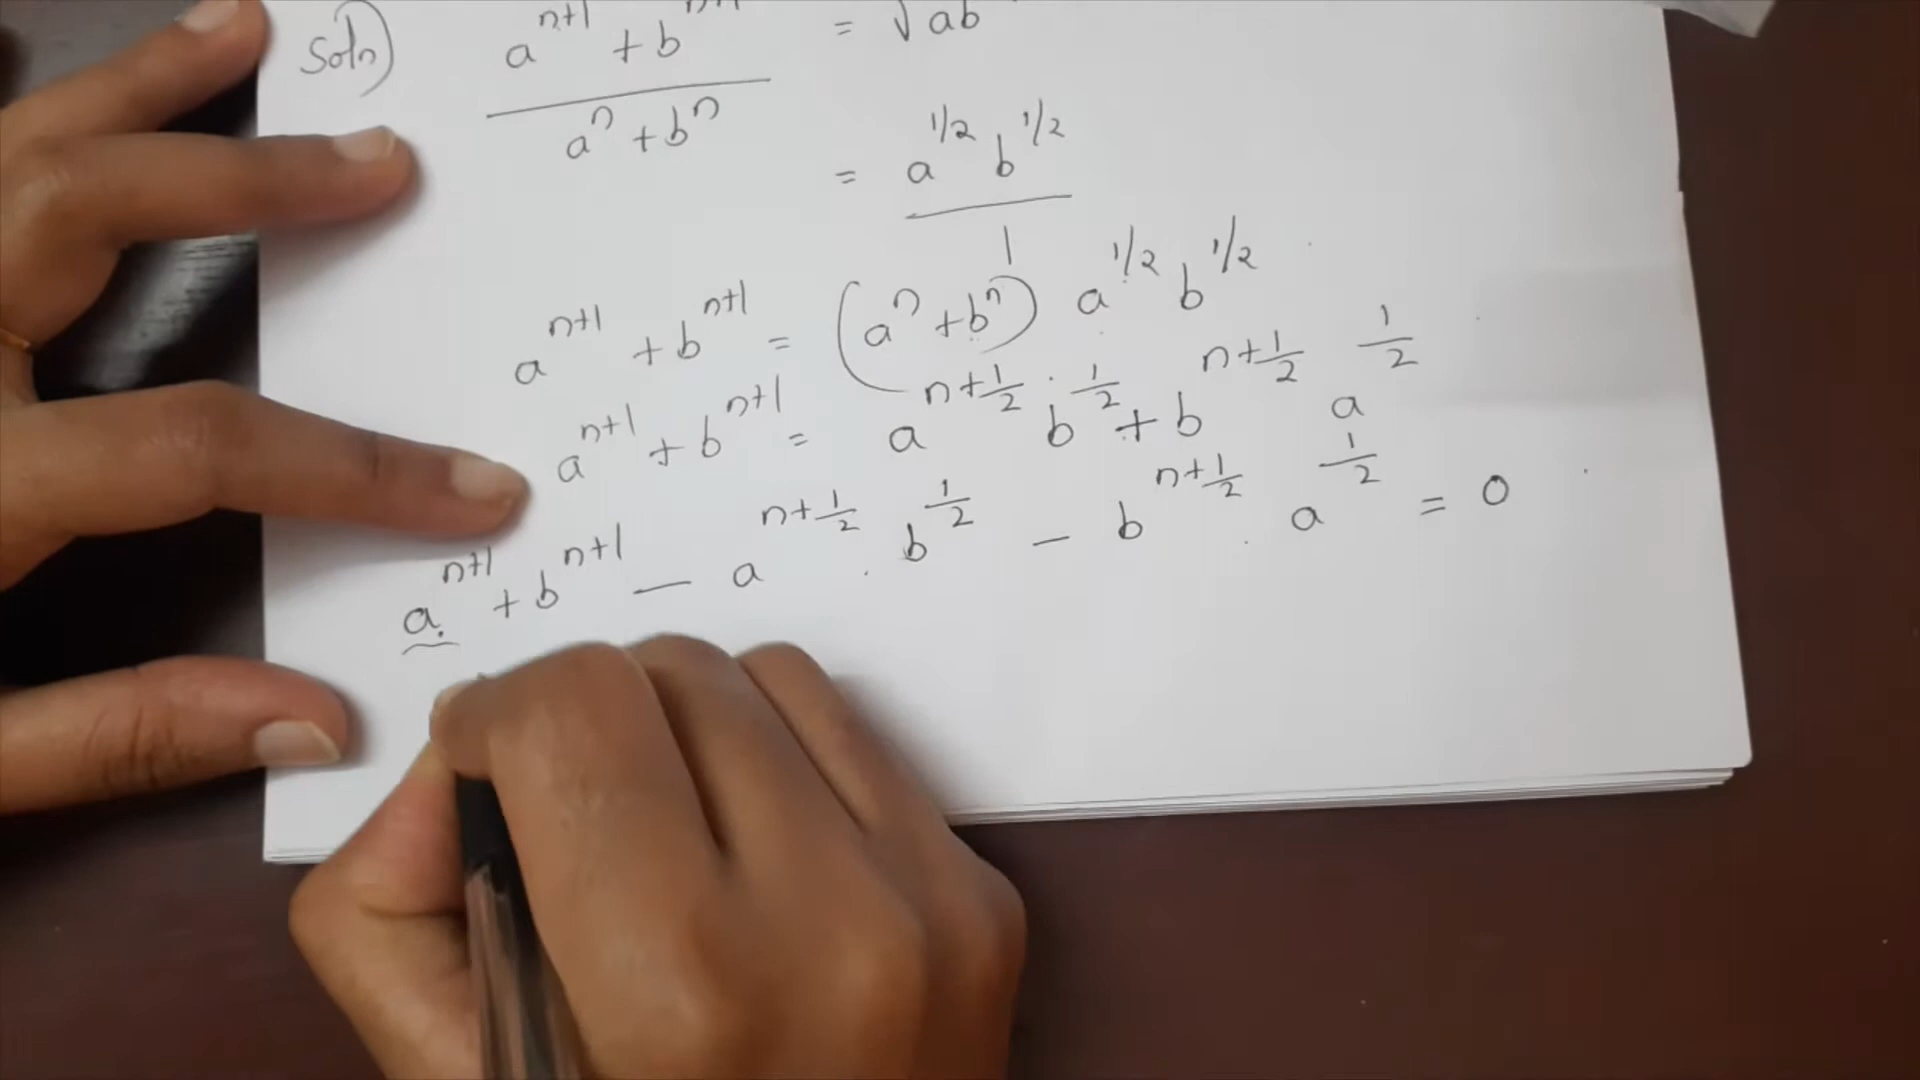 Soln) a^{n+1} + b^{n+1} / a^n + b^n = √ab
= a^{1/2} b^{1/2} / 1
a^{n+1} + b^{n+1} = (a^n + b^n) a^{1/2} b^{1/2}
a^{n+1} + b^{n+1} = a^{n+1/2} · b^{1/2} + b^{n+1/2} a^{1/2}
a^{n+1} + b^{n+1} — a^{n+1/2} · b^{1/2} — b^{n+1/2} · a^{1/2} = 0